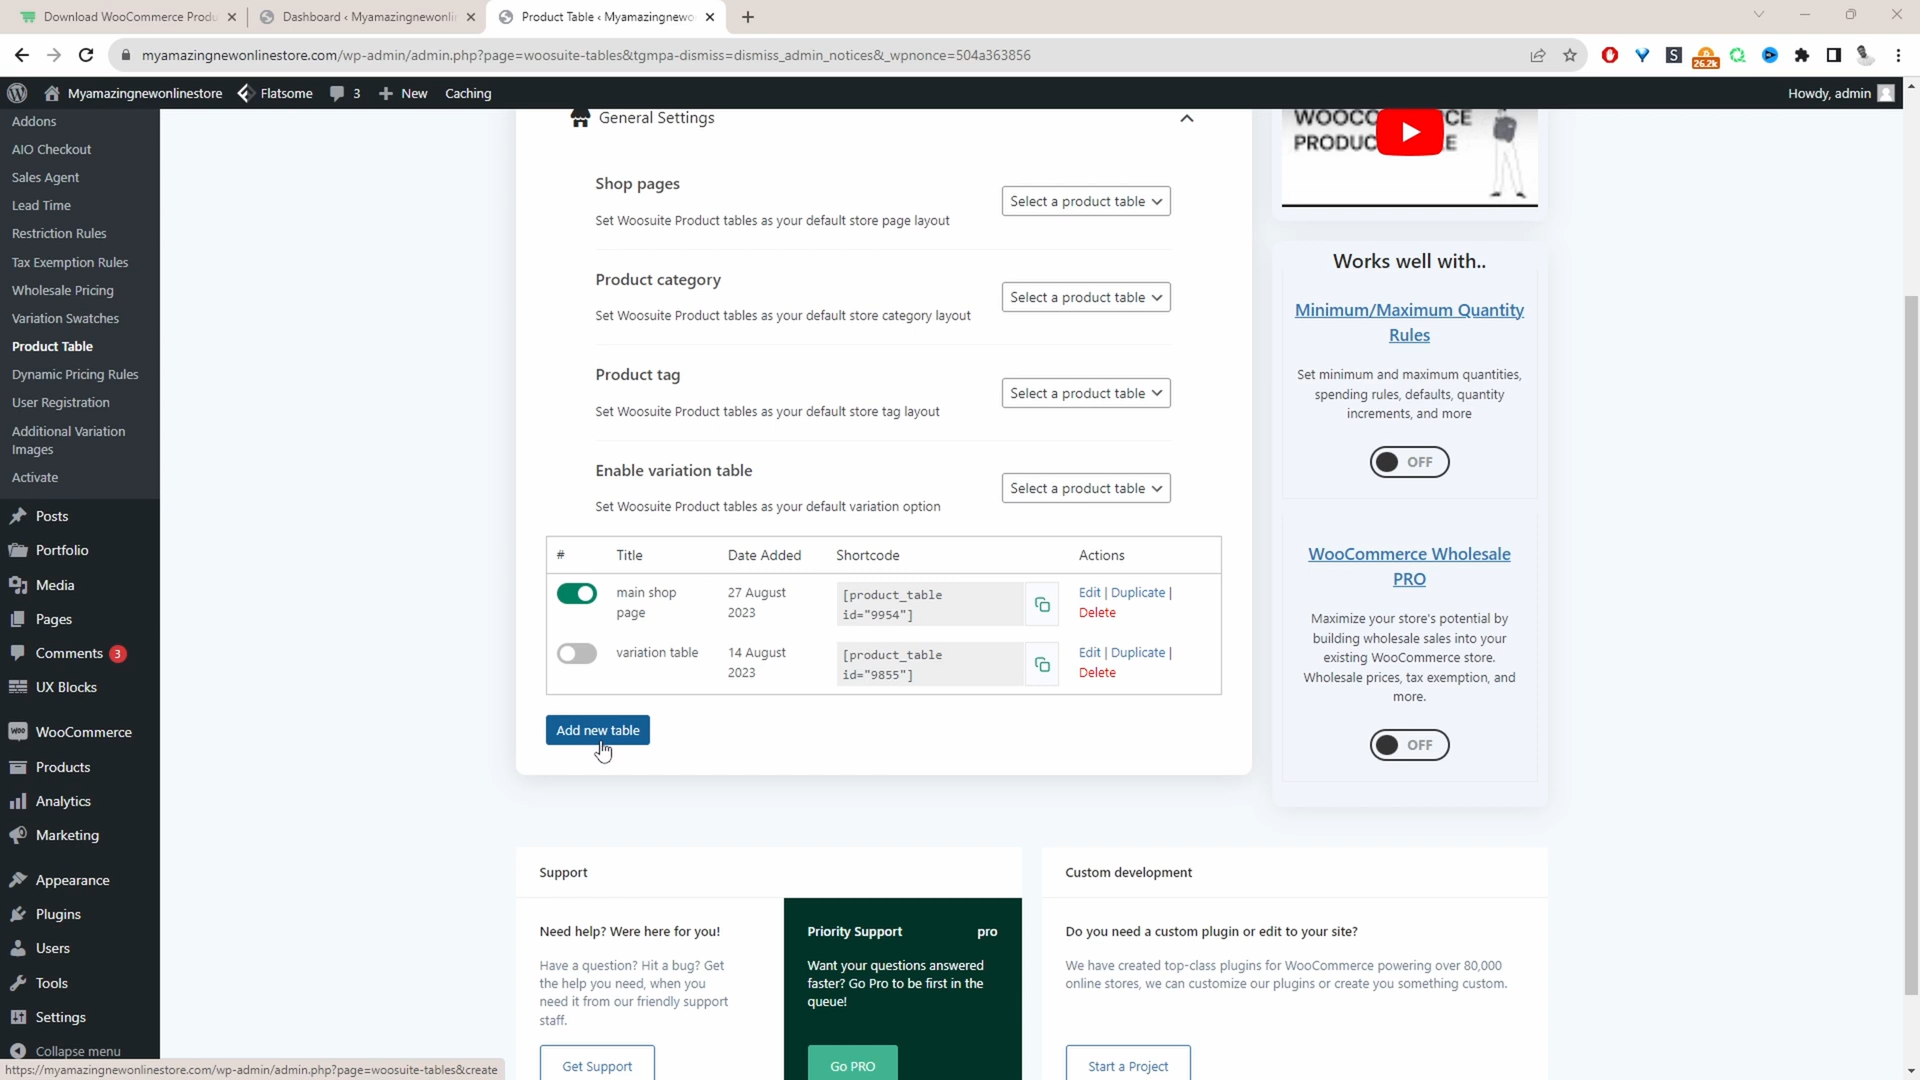 Download WooCommerce Produ
Dashboard ‹ Myamazingnewonli
Product Table ‹ Myamazingnewo
myamazingnewonlinestore.com/wp-admin/admin.php?page=woosuite-tables&tgmpa-dismiss=dismiss_admin_notices&_wpnonce=504a363856
S
26.2k
Myamazingnewonlinestore
Flatsome
3
New
Caching
Howdy, admin
Addons
AIO Checkout
Sales Agent
Lead Time
Restriction Rules
Tax Exemption Rules
Wholesale Pricing
Variation Swatches
Product Table
Dynamic Pricing Rules
User Registration
Additional Variation
Images
Activate
Posts
Portfolio
Media
Pages
Comments 3
UX Blocks
WooCommerce
Products
Analytics
Marketing
Appearance
Plugins
Users
Tools
Settings
Collapse menu
https://myamazingnewonlinestore.com/wp-admin/admin.php?page=woosuite-tables&create
General Settings
Shop pages
Set Woosuite Product tables as your default store page layout
Select a product table
Product category
Set Woosuite Product tables as your default store category layout
Select a product table
Product tag
Set Woosuite Product tables as your default store tag layout
Select a product table
Enable variation table
Set Woosuite Product tables as your default variation option
Select a product table
# Title Date Added Shortcode Actions
main shop 27 August [product_table Edit | Duplicate |
page 2023 id="9954"] Delete
variation table 14 August [product_table Edit | Duplicate |
2023 id="9855"] Delete
Add new table
WOOCO CE
PRODUC E
Works well with..
Minimum/Maximum Quantity
Rules
Set minimum and maximum quantities,
spending rules, defaults, quantity
increments, and more
OFF
WooCommerce Wholesale
PRO
Maximize your store's potential by
building wholesale sales into your
existing WooCommerce store.
Wholesale prices, tax exemption, and
more.
OFF
Support
Need help? Were here for you!
Have a question? Hit a bug? Get
the help you need, when you
need it from our friendly support
staff.
Get Support
Priority Support pro
Want your questions answered
faster? Go Pro to be first in the
queue!
Go PRO
Custom development
Do you need a custom plugin or edit to your site?
We have created top-class plugins for WooCommerce powering over 80,000
online stores, we can customize our plugins or create you something custom.
Start a Project